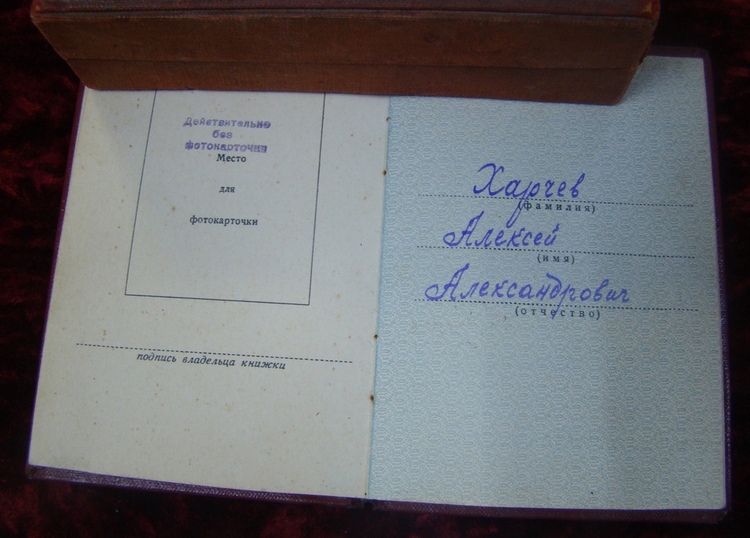 Действительно
без
фотокарточки
Место
для
фотокарточки
подпись владельца книжки
Харчев
(фамилия)
Алексей
(имя)
Александрович
(отчество)